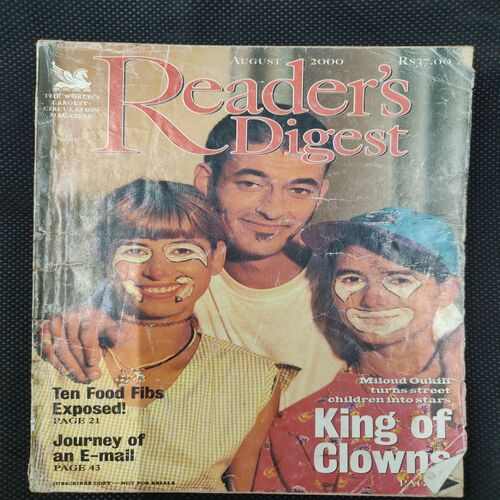 AUGUST 2000 RS37.00
THE WORLD'S
LARGEST-
CIRCULATION
MAGAZINE
Reader's
Digest
Miloud Oukili
turns street
children into stars
King of
Clowns
Ten Food Fibs
Exposed!
PAGE 21
Journey of
an E-mail
PAGE 43
SUBSCRIBER COPY — NOT FOR RESALE